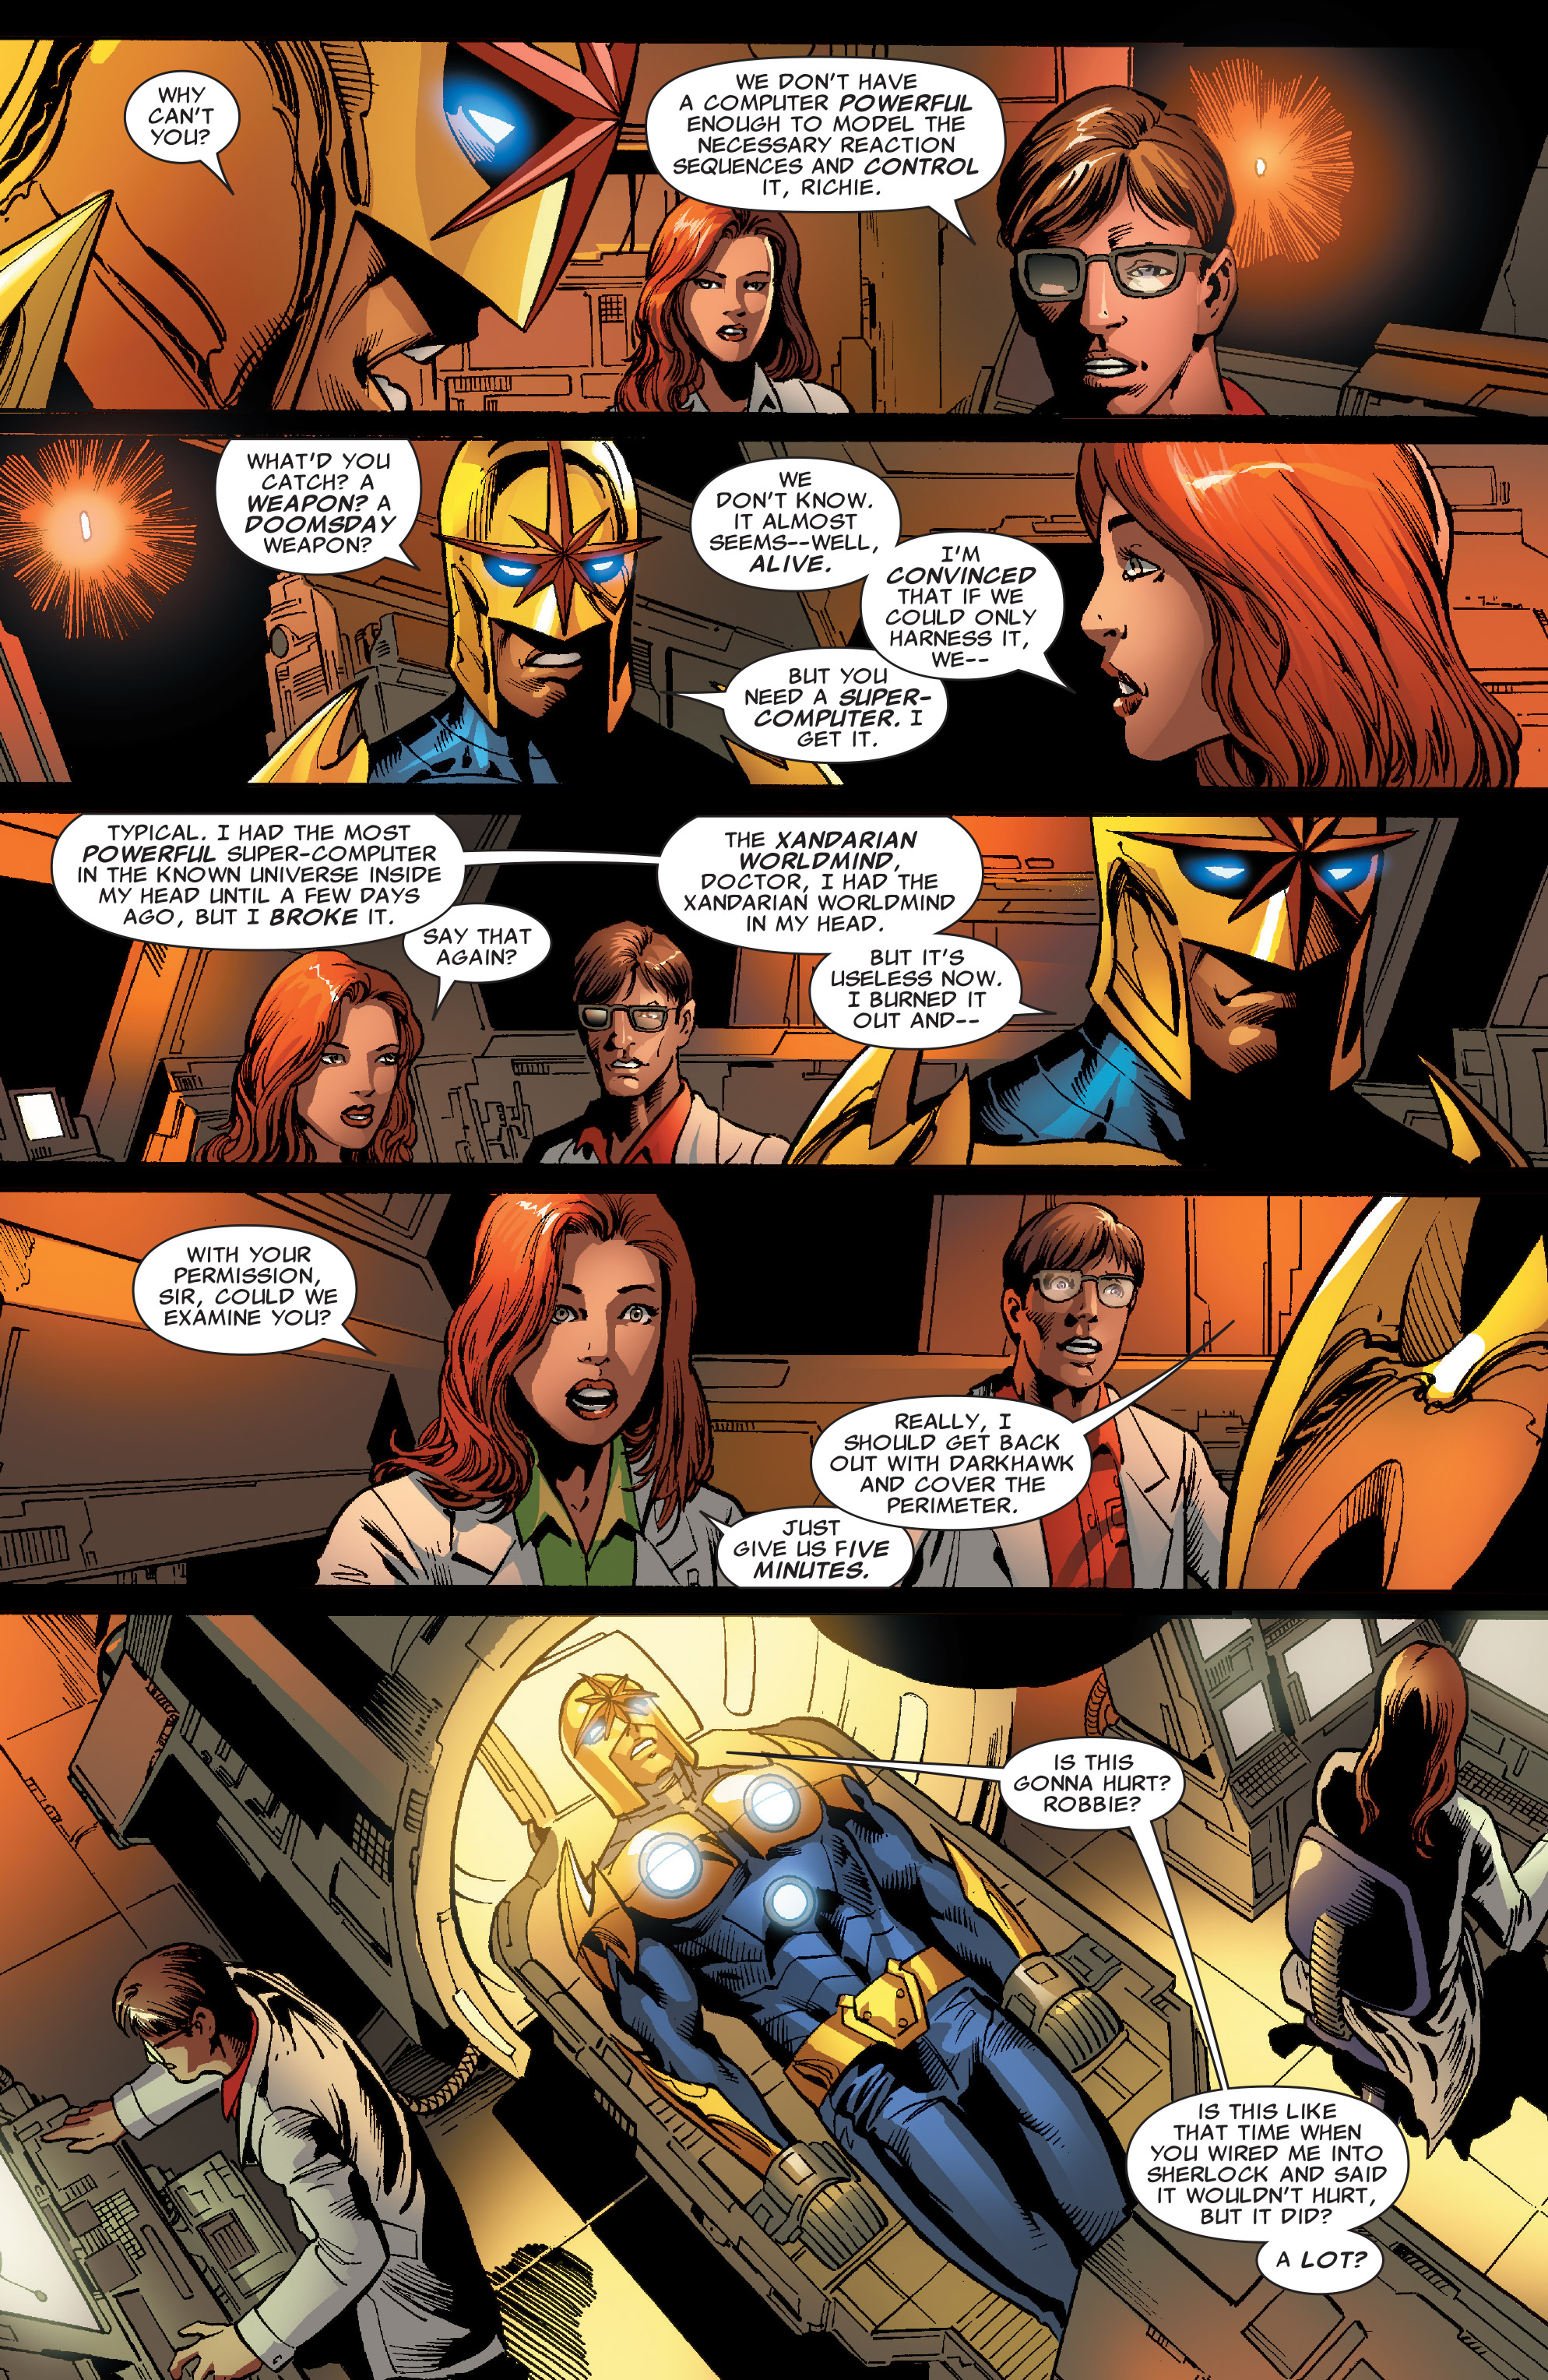 WHY
CAN'T
YOU?
WE DON'T HAVE
A COMPUTER POWERFUL
ENOUGH TO MODEL THE
NECESSARY REACTION
SEQUENCES AND CONTROL
IT, RICHIE.
WHAT'D YOU
CATCH? A
WEAPON? A
DOOMSDAY
WEAPON?
WE
DON'T KNOW.
IT ALMOST
SEEMS--WELL,
ALIVE.
I'M
CONVINCED
THAT IF WE
COULD ONLY
HARNESS IT,
WE--
BUT YOU
NEED A SUPER-
COMPUTER. I
GET IT.
TYPICAL. I HAD THE MOST
POWERFUL SUPER-COMPUTER
IN THE KNOWN UNIVERSE INSIDE
MY HEAD UNTIL A FEW DAYS
AGO, BUT I BROKE IT.
SAY THAT
AGAIN?
THE XANDARIAN
WORLDMIND,
DOCTOR, I HAD THE
XANDARIAN WORLDMIND
IN MY HEAD.
BUT IT'S
USELESS NOW.
I BURNED IT
OUT AND--
WITH YOUR
PERMISSION,
SIR, COULD WE
EXAMINE YOU?
REALLY, I
SHOULD GET BACK
OUT WITH DARKHAWK
AND COVER THE
PERIMETER.
JUST
GIVE US FIVE
MINUTES.
IS THIS
GONNA HURT?
ROBBIE?
IS THIS LIKE
THAT TIME WHEN
YOU WIRED ME INTO
SHERLOCK AND SAID
IT WOULDN'T HURT,
BUT IT DID?
A LOT?